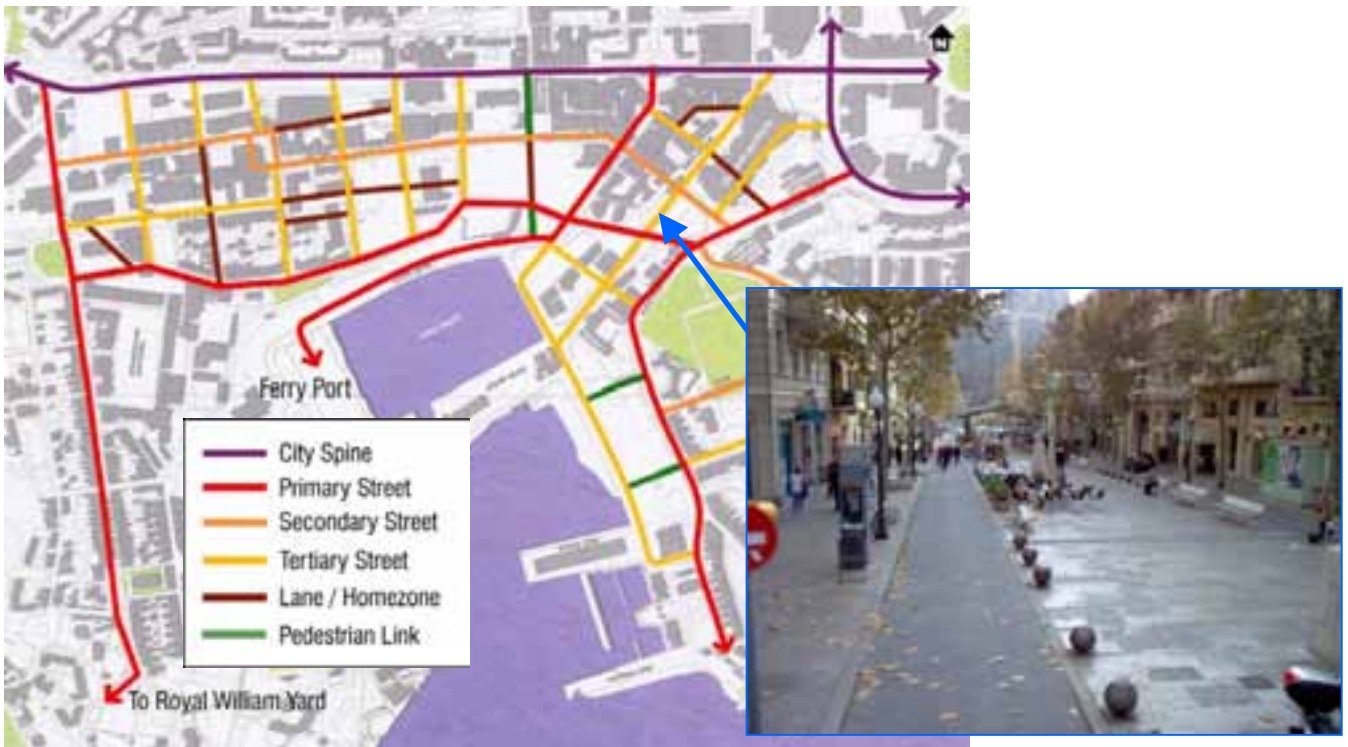 Ferry Port
City Spine
Primary Street
Secondary Street
Tertiary Street
Lane / Homezone
Pedestrian Link
To Royal William Yard